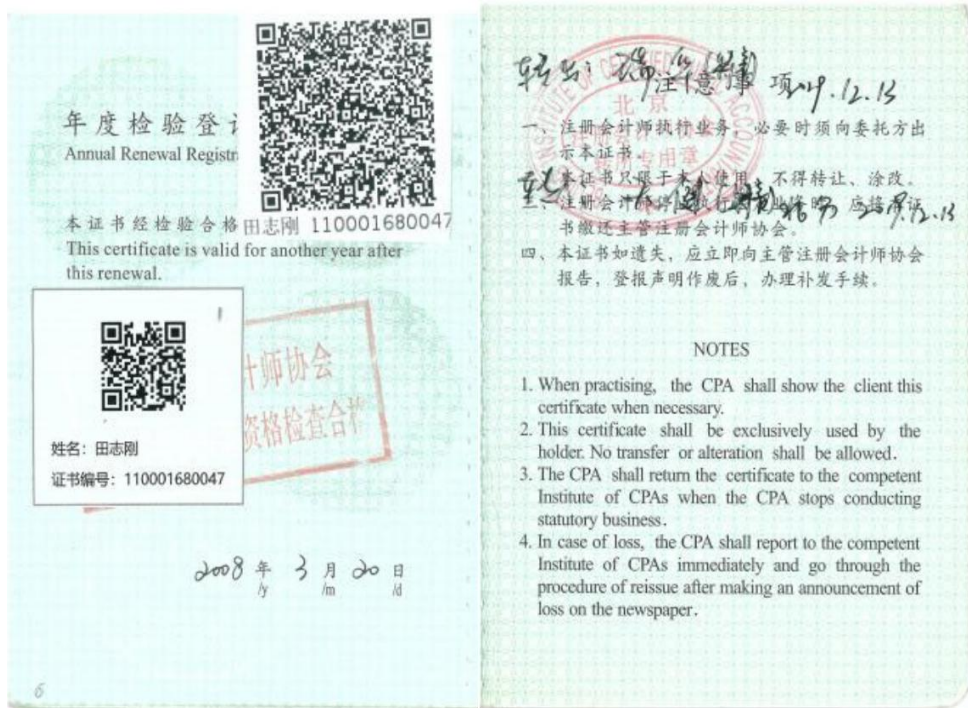 年度检验登
Annual Renewal Registr
本证书经检验合格
田志刚 110001680047
This certificate is valid for another year after
this renewal.
计师协会
资格检查合格
姓名：田志刚
证书编号：110001680047
2008 年 3 月 20 日
/y /m /d
6
注意事项
2019.12.13
北京
专用章
一、注册会计师执行业务，必要时须向委托方出
示本证书。
二、本证书只限于本人使用，不得转让、涂改。
2019.12.13
三、注册会计师停止执行
应将本证
书缴还主管注册会计师协会。
四、本证书如遗失，应立即向主管注册会计师协会
报告，登报声明作废后，办理补发手续。
NOTES
1. When practising, the CPA shall show the client this
certificate when necessary.
2. This certificate shall be exclusively used by the
holder. No transfer or alteration shall be allowed.
3. The CPA shall return the certificate to the competent
Institute of CPAs when the CPA stops conducting
statutory business.
4. In case of loss, the CPA shall report to the competent
Institute of CPAs immediately and go through the
procedure of reissue after making an announcement of
loss on the newspaper.